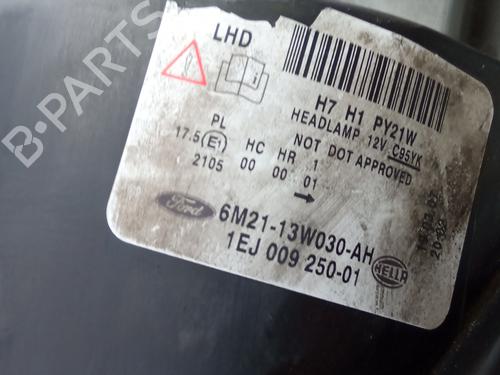 LHD
H7 H1 PY21W
HEADLAMP 12V C95YK
NOT DOT APPROVED
PL
17.5 E1 HC HR 1
2105 00 00 01
Ford
6M21-13W030-AH
1EJ 009 250-01
HELLA
B-PARTS